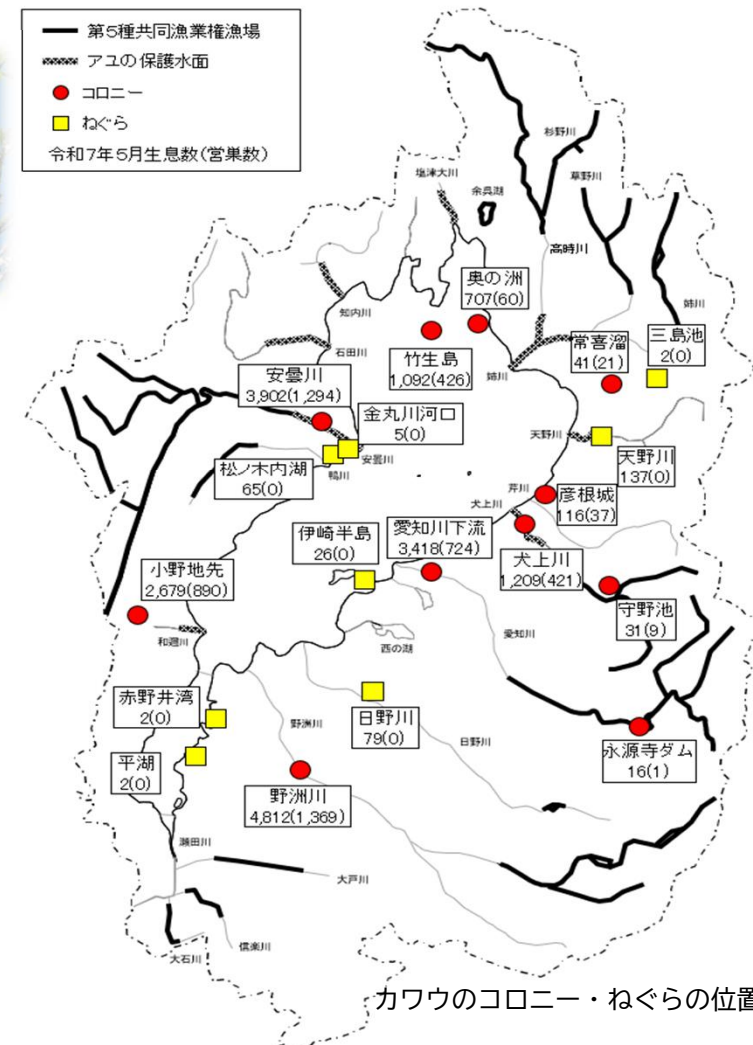 第5種共同漁業権漁場
アユの保護水面
コロニー
ねぐら
令和7年5月生息数(営巣数)
杉野川
塩津大川
余呉湖
草野川
高時川
奥の洲
707(60)
姉川
知内川
竹生島
1,092(426)
常喜溜
41(21)
三島池
2(0)
石田川
姉川
安曇川
3,902(1,294)
金丸川河口
5(0)
安曇川
天野川
天野川
137(0)
松ノ木内湖
65(0)
鴨川
芹川
彦根城
116(37)
犬上川
伊崎半島
26(0)
愛知川下流
3,418(724)
犬上川
1,209(421)
小野地先
2,679(890)
守野池
31(9)
和邇川
西の湖
愛知川
赤野井湾
2(0)
野洲川
日野川
79(0)
日野川
永源寺ダム
16(1)
平湖
2(0)
野洲川
4,812(1,369)
瀬田川
大戸川
信楽川
大石川
カワウのコロニー・ねぐらの位置